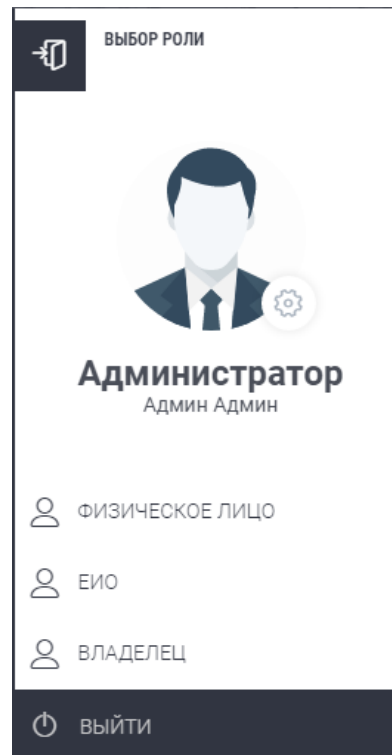 ВЫБОР РОЛИ
Администратор
Админ Админ
ФИЗИЧЕСКОЕ ЛИЦО
ЕИО
ВЛАДЕЛЕЦ
ВЫЙТИ